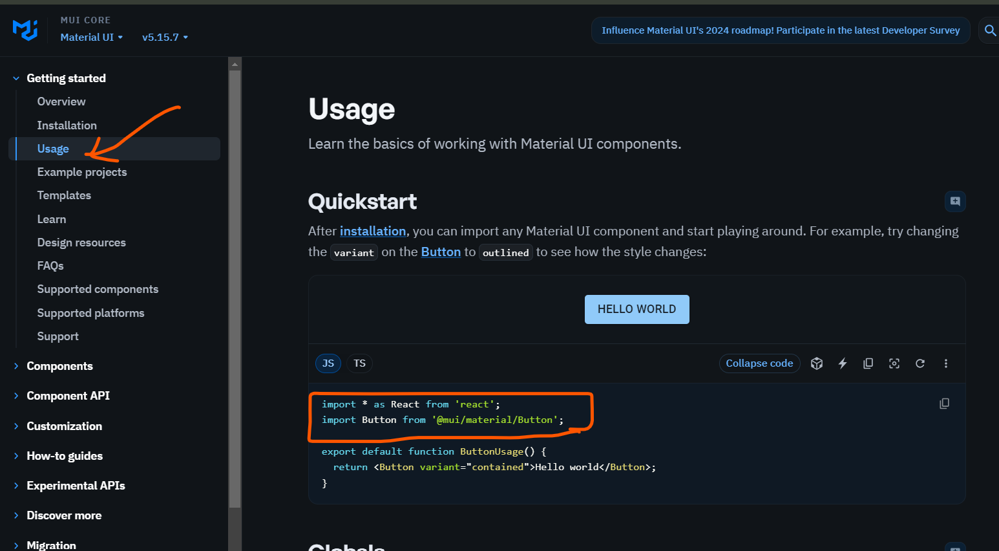 MUI CORE
Material UI
v5.15.7
Influence Material UI's 2024 roadmap! Participate in the latest Developer Survey
Getting started
Overview
Installation
Usage
Example projects
Templates
Learn
Design resources
FAQs
Supported components
Supported platforms
Support
Components
Component API
Customization
How-to guides
Experimental APIs
Discover more
Migration
Usage
Learn the basics of working with Material UI components.
Quickstart
After installation, you can import any Material UI component and start playing around. For example, try changing
the variant on the Button to outlined to see how the style changes:
HELLO WORLD
JS TS
Collapse code
import * as React from 'react';
import Button from '@mui/material/Button';
export default function ButtonUsage() {
  return <Button variant="contained">Hello world</Button>;
}
Globals